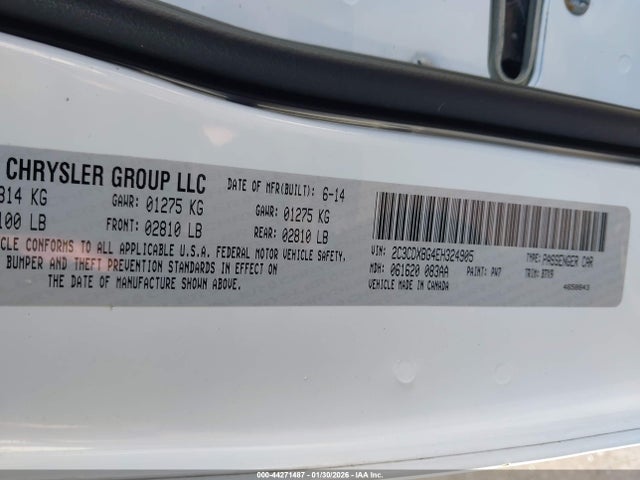 CHRYSLER GROUP LLC DATE OF MFR(BUILT): 6-14
814 KG GAWR: 01275 KG GAWR: 01275 KG
100 LB FRONT: 02810 LB REAR: 02810 LB
CLE CONFORMS TO ALL APPLICABLE U.S.A. FEDERAL MOTOR VEHICLE SAFETY,
BUMPER AND THEFT PREVENTION STANDARDS IN EFFECT ON
THE DATE OF MANUFACTURE SHOWN ABOVE.
VIN: 2C3CDXBG4EH324905 TYPE: PASSENGER CAR
MDH: 061620 083AA PAINT: PW7 TRIM:
VEHICLE MADE IN CANADA
000-44271487 - 01/30/2026 - COPART, IAA